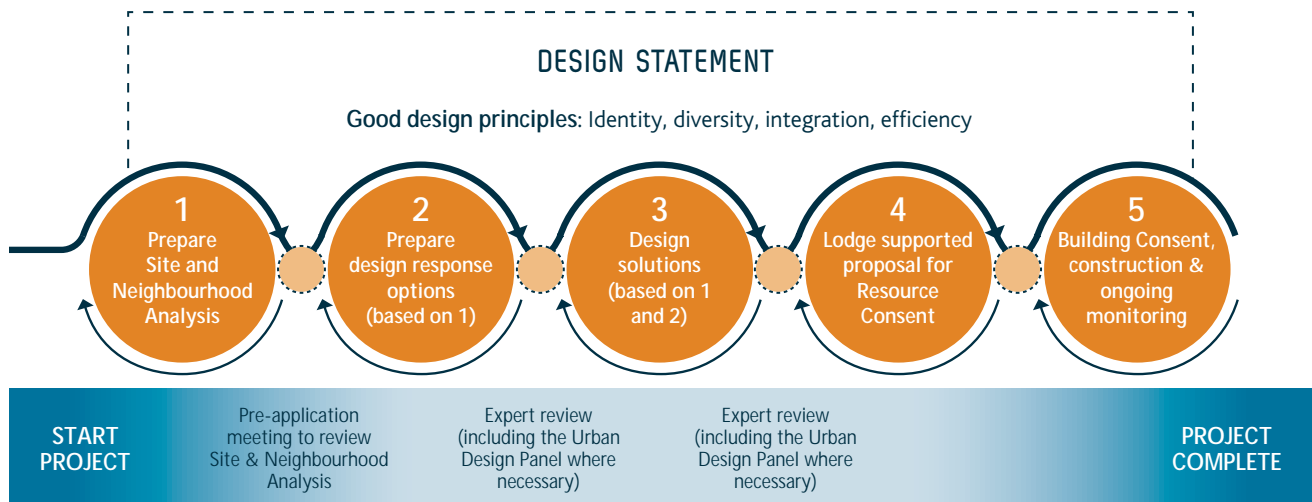 DESIGN STATEMENT
Good design principles: Identity, diversity, integration, efficiency
1
Prepare
Site and
Neighbourhood
Analysis
2
Prepare
design response
options
(based on 1)
3
Design
solutions
(based on 1
and 2)
4
Lodge supported
proposal for
Resource
Consent
5
Building Consent,
construction &
ongoing
monitoring
START
PROJECT
Pre-application
meeting to review
Site & Neighbourhood
Analysis
Expert review
(including the Urban
Design Panel where
necessary)
Expert review
(including the Urban
Design Panel where
necessary)
PROJECT
COMPLETE